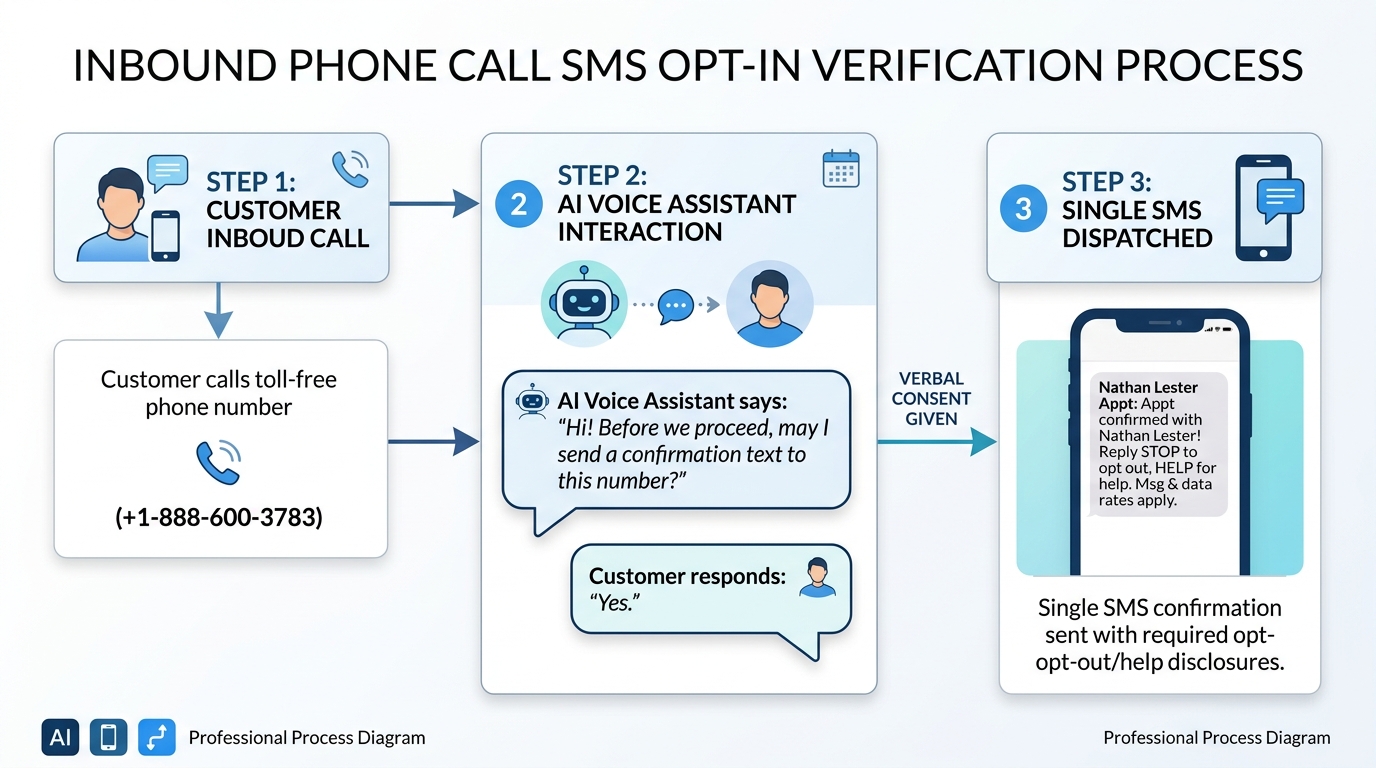 INBOUND PHONE CALL SMS OPT-IN VERIFICATION PROCESS
STEP 1:
CUSTOMER
INBOUD CALL
Customer calls toll-free
phone number
(+1-888-600-3783)
2
STEP 2:
AI VOICE ASSISTANT
INTERACTION
AI Voice Assistant says:
“Hi! Before we proceed, may I
send a confirmation text to
this number?”
Customer responds:
“Yes.”
VERBAL
CONSENT
GIVEN
3
STEP 3:
SINGLE SMS
DISPATCHED
Nathan Lester
Appt: Appt
confirmed with
Nathan Lester!
Reply STOP to
opt out, HELP for
help. Msg & data
rates apply.
Single SMS confirmation
sent with required opt-
opt-out/help disclosures.
AI
Professional Process Diagram
Professional Process Diagram